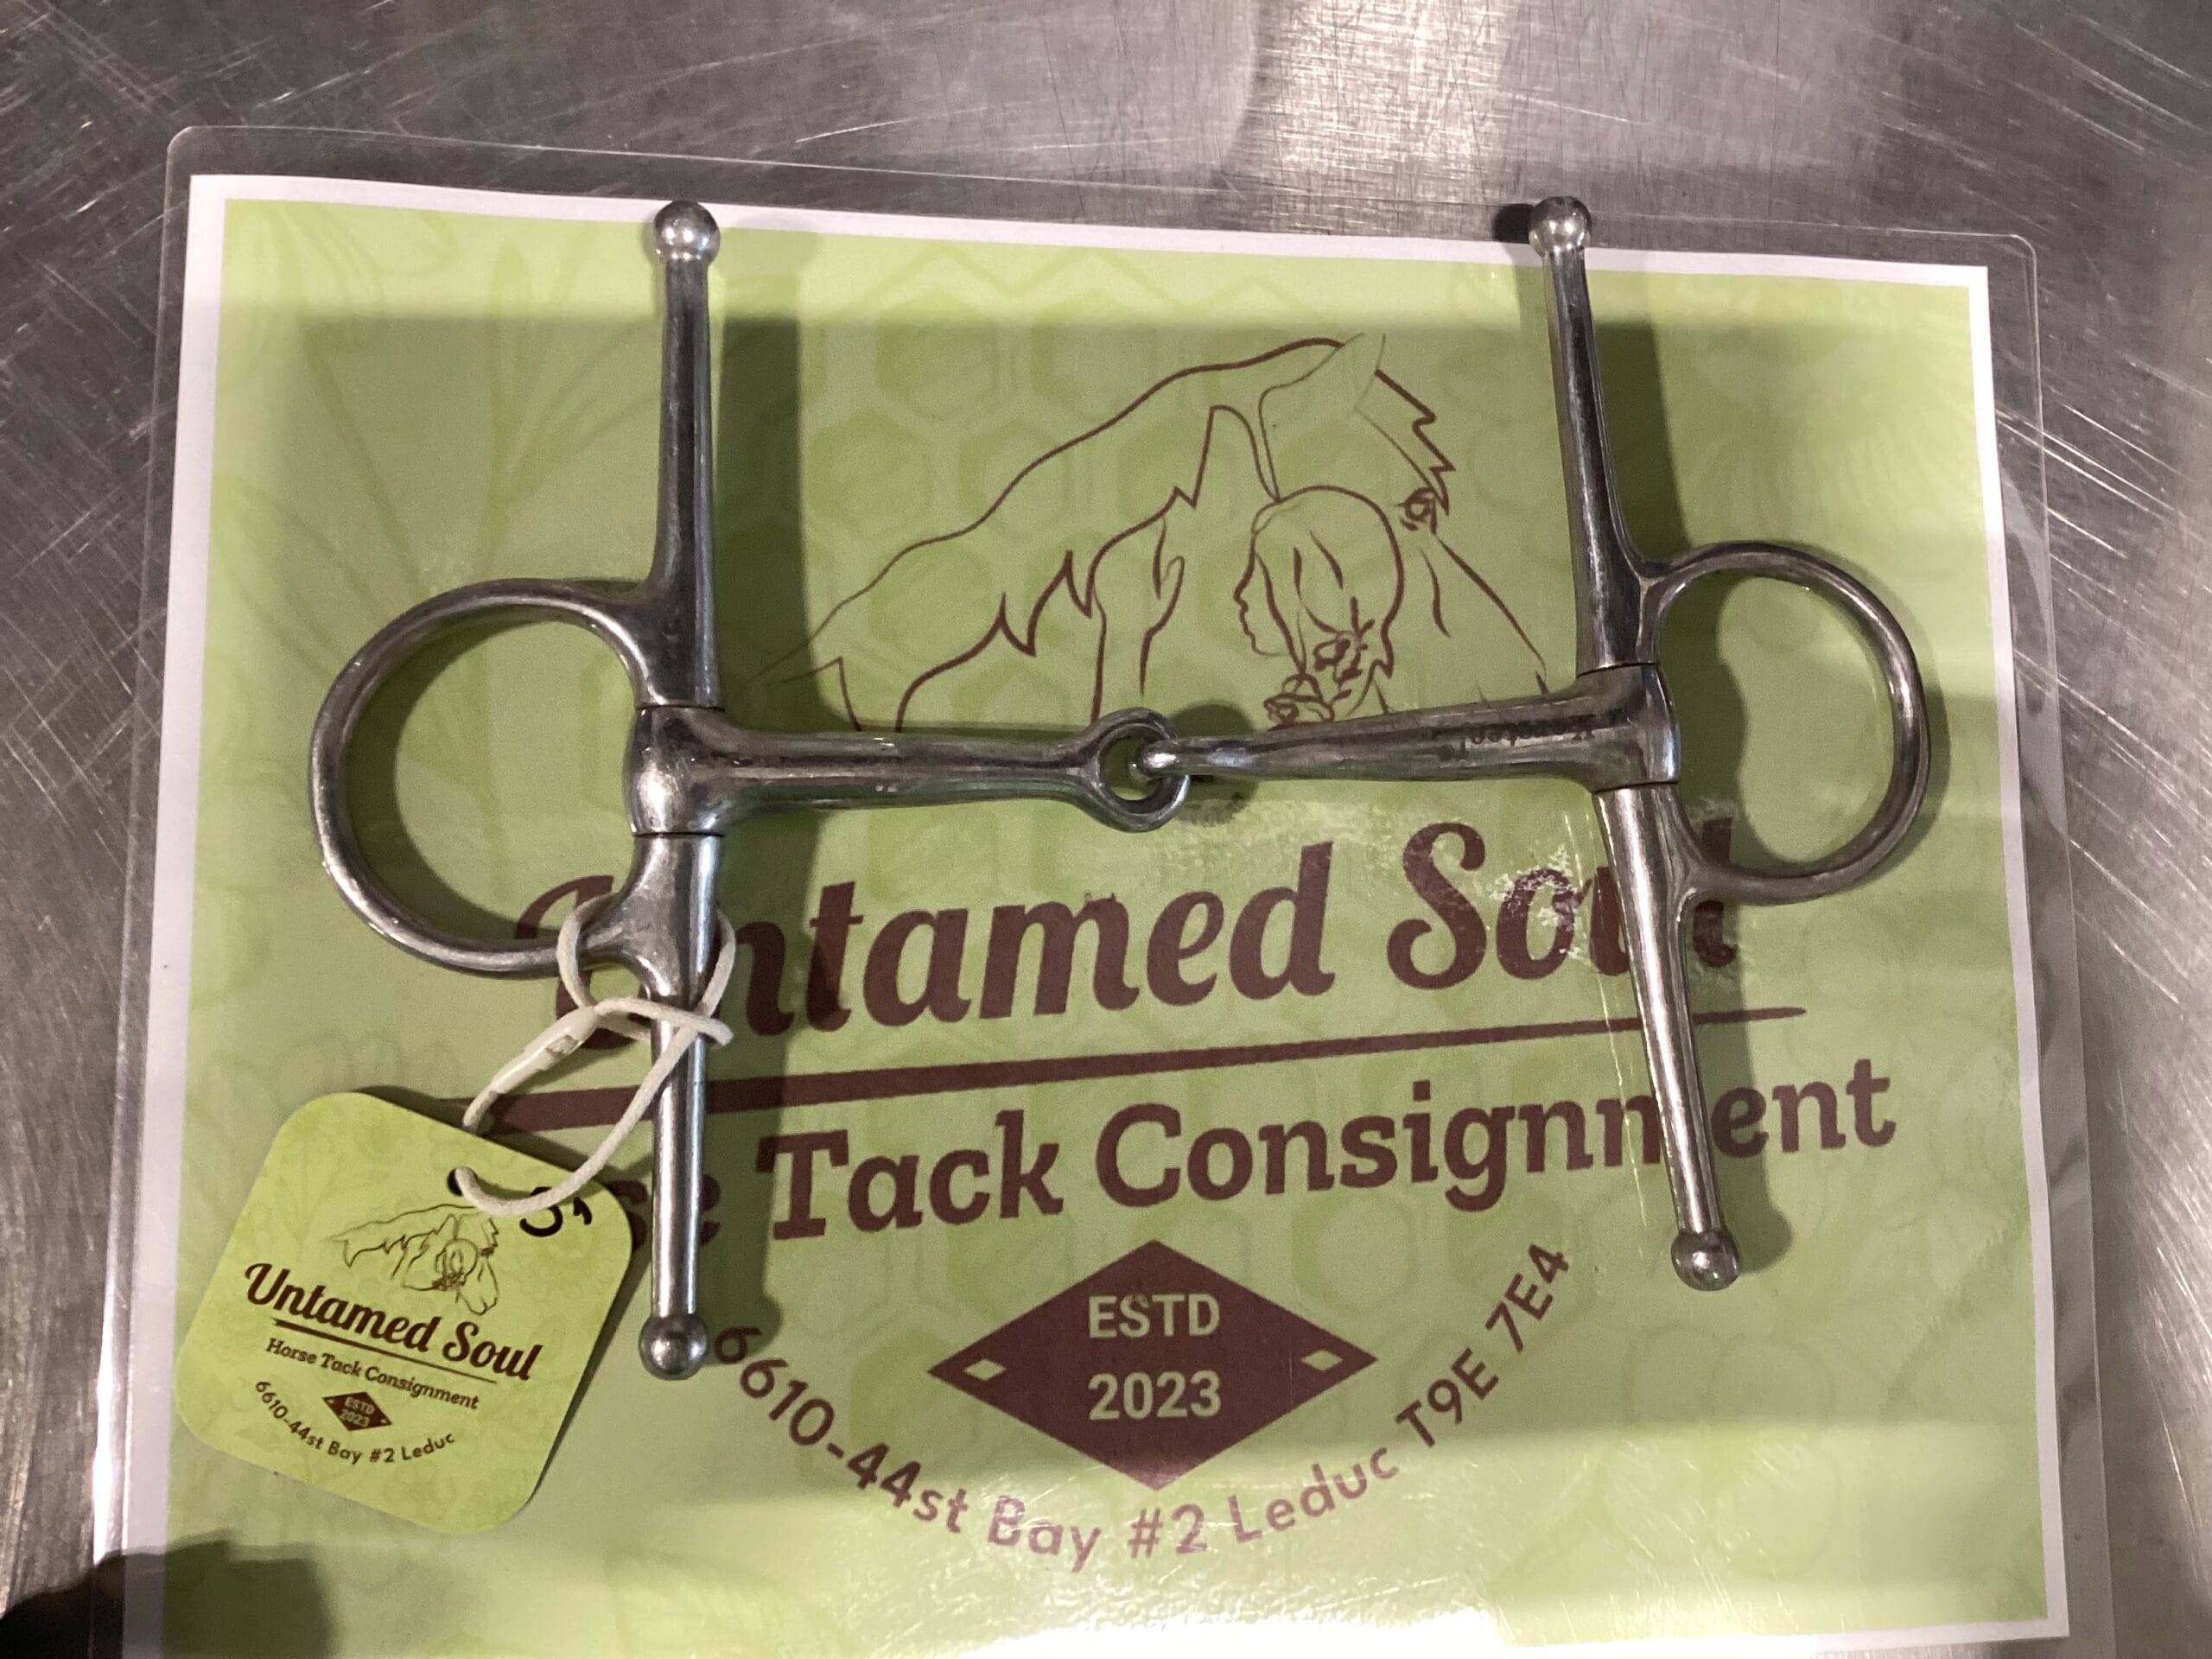 Untamed Soul
Horse Tack Consignment
ESTD
2023
6610-44st Bay #2 Leduc T9E 7E4
Untamed Soul
Horse Tack Consignment
ESTD
2023
6610-44st Bay #2 Leduc